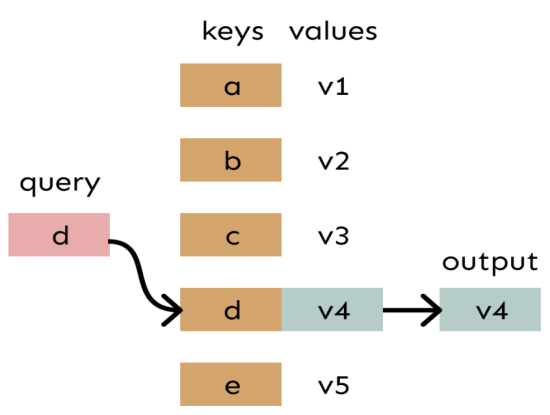 keys values
a v1
b v2
query
d
c v3
output
d v4 v4
e v5